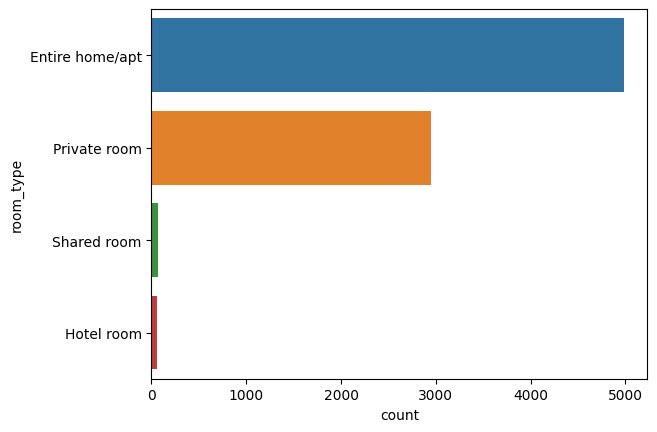 Entire home/apt
Private room
Shared room
Hotel room
room_type
0 1000 2000 3000 4000 5000
count